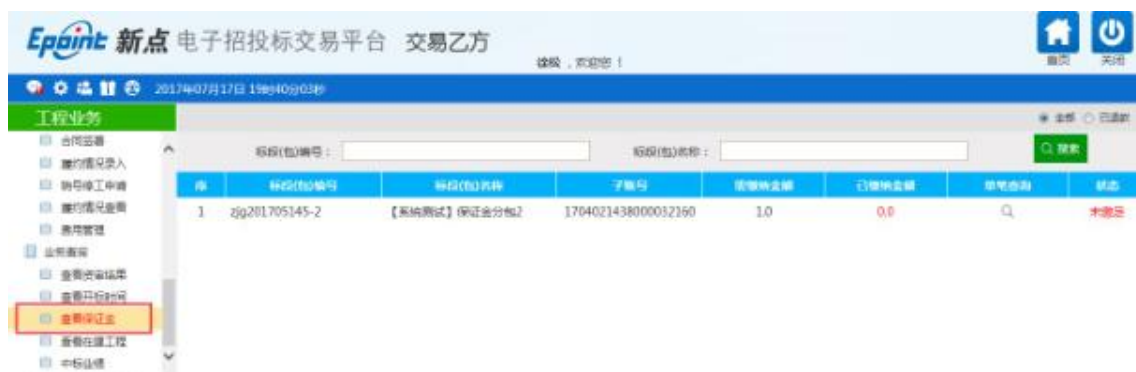 Epoint 新点 电子招投标交易平台 交易乙方
徐毅，欢迎您！
首页 关闭
2017年07月17日 19时40分03秒
工程业务
全部 已退款
合同签署
履约情况录入
履约情况查看
费用管理
业务查询
查看资审结果
查看开标时间
查看保证金
查看在建工程
中标业绩
标段(包)编号： 标段(包)名称： 搜索
序 标段(包)编号 标段(包)名称 子账号 需缴纳金额 已缴纳金额 单笔查询 状态
1 zjg201705145-2 【系统测试】保证金分包2 1704021438000032160 1.0 0.0 未缴足